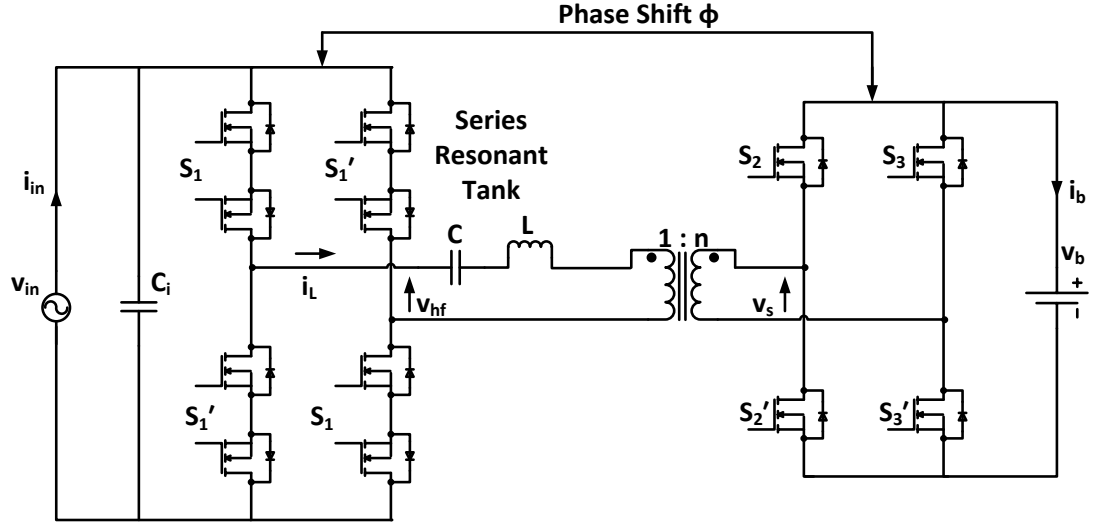 Phase Shift ϕ
Series
Resonant
Tank
S₁
S₁′
S₂
S₃
i_in
i_b
C
L
1 : n
v_in
C_i
i_L
v_hf
v_s
v_b
+
−
S₁′
S₁
S₂′
S₃′